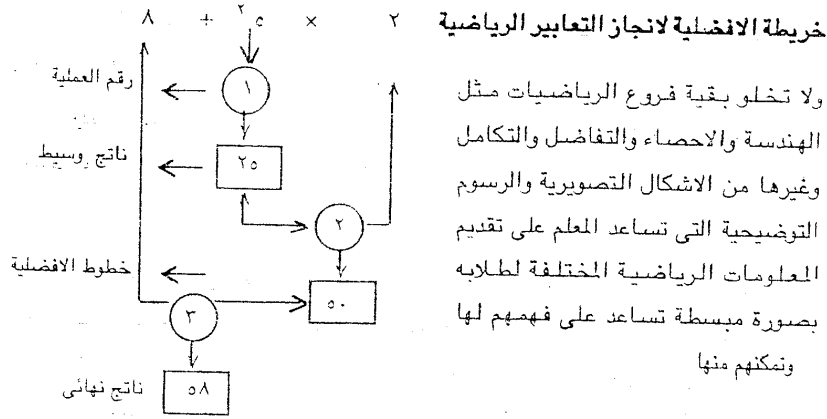 خريطة الافضلية لانجاز التعابير الرياضية
ولا تخلو بقية فروع الرياضيات مثل
الهندسة والاحصاء والتفاضل والتكامل
وغيرها من الاشكال التصويرية والرسوم
التوضيحية التى تساعد المعلم على تقديم
المعلومات الرياضية المختلفة لطلابه
بصورة مبسطة تساعد على فهمهم لها
وتمكنهم منها
٢ × ٥٢ + ٨
١
رقم العملية
٢٥
ناتج وسيط
٢
خطوط الافضلية
٥٠
٣
٥٨
ناتج نهائى